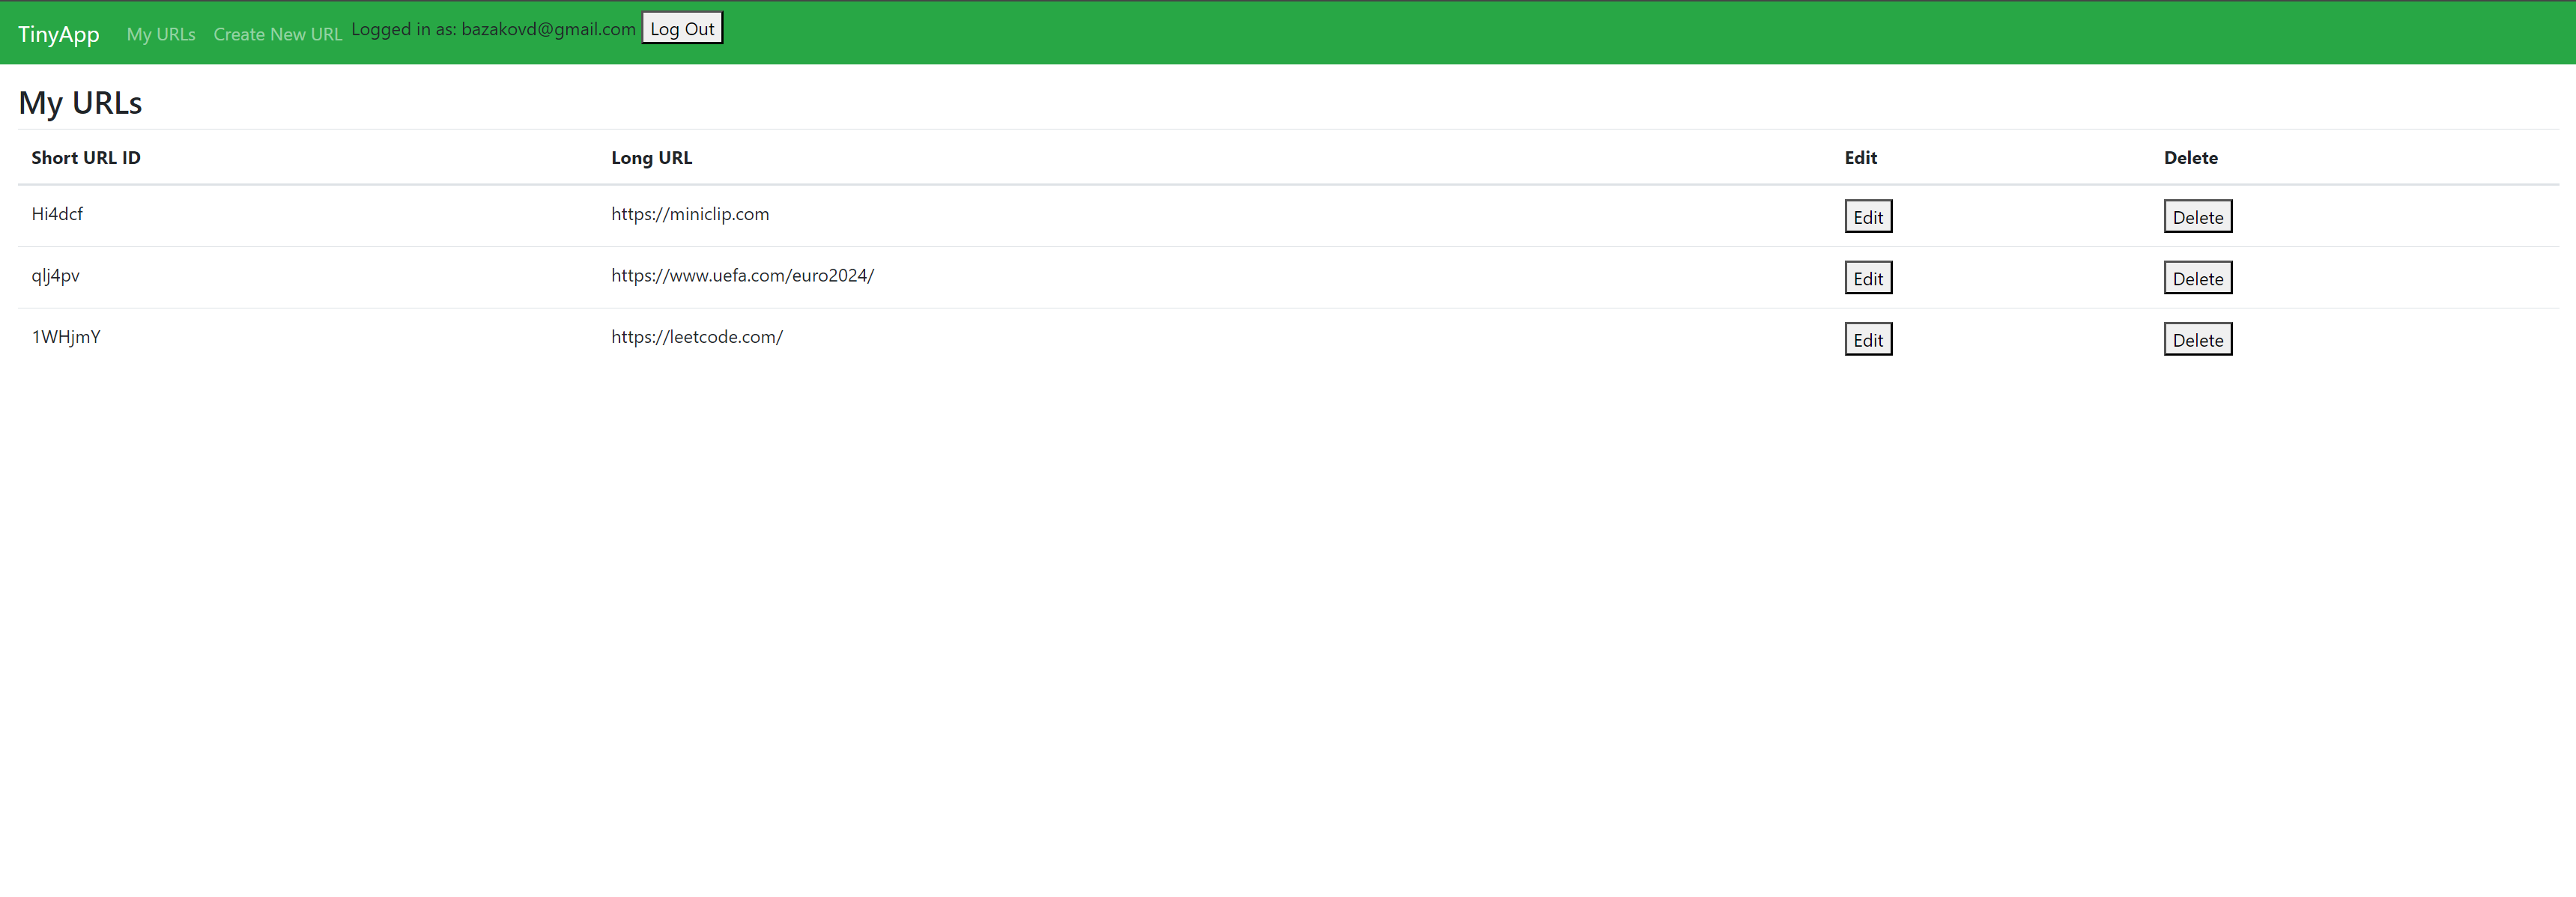 TinyApp My URLs Create New URL Logged in as: bazakovd@gmail.com Log Out
My URLs
Short URL ID Long URL Edit Delete
Hi4dcf https://miniclip.com Edit Delete
qlj4pv https://www.uefa.com/euro2024/ Edit Delete
1WHjmY https://leetcode.com/ Edit Delete